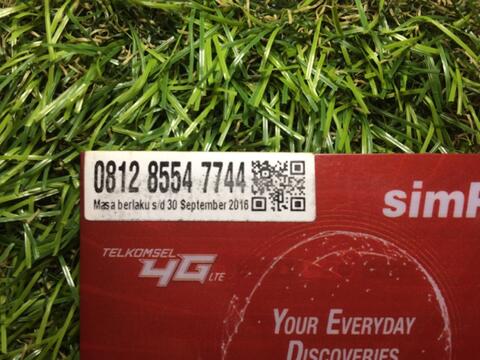 0812 8554 7744
Masa berlaku s/d 30 September 2016
simP
TELKOMSEL
4G LTE
YOUR EVERYDAY
DISCOVERIES